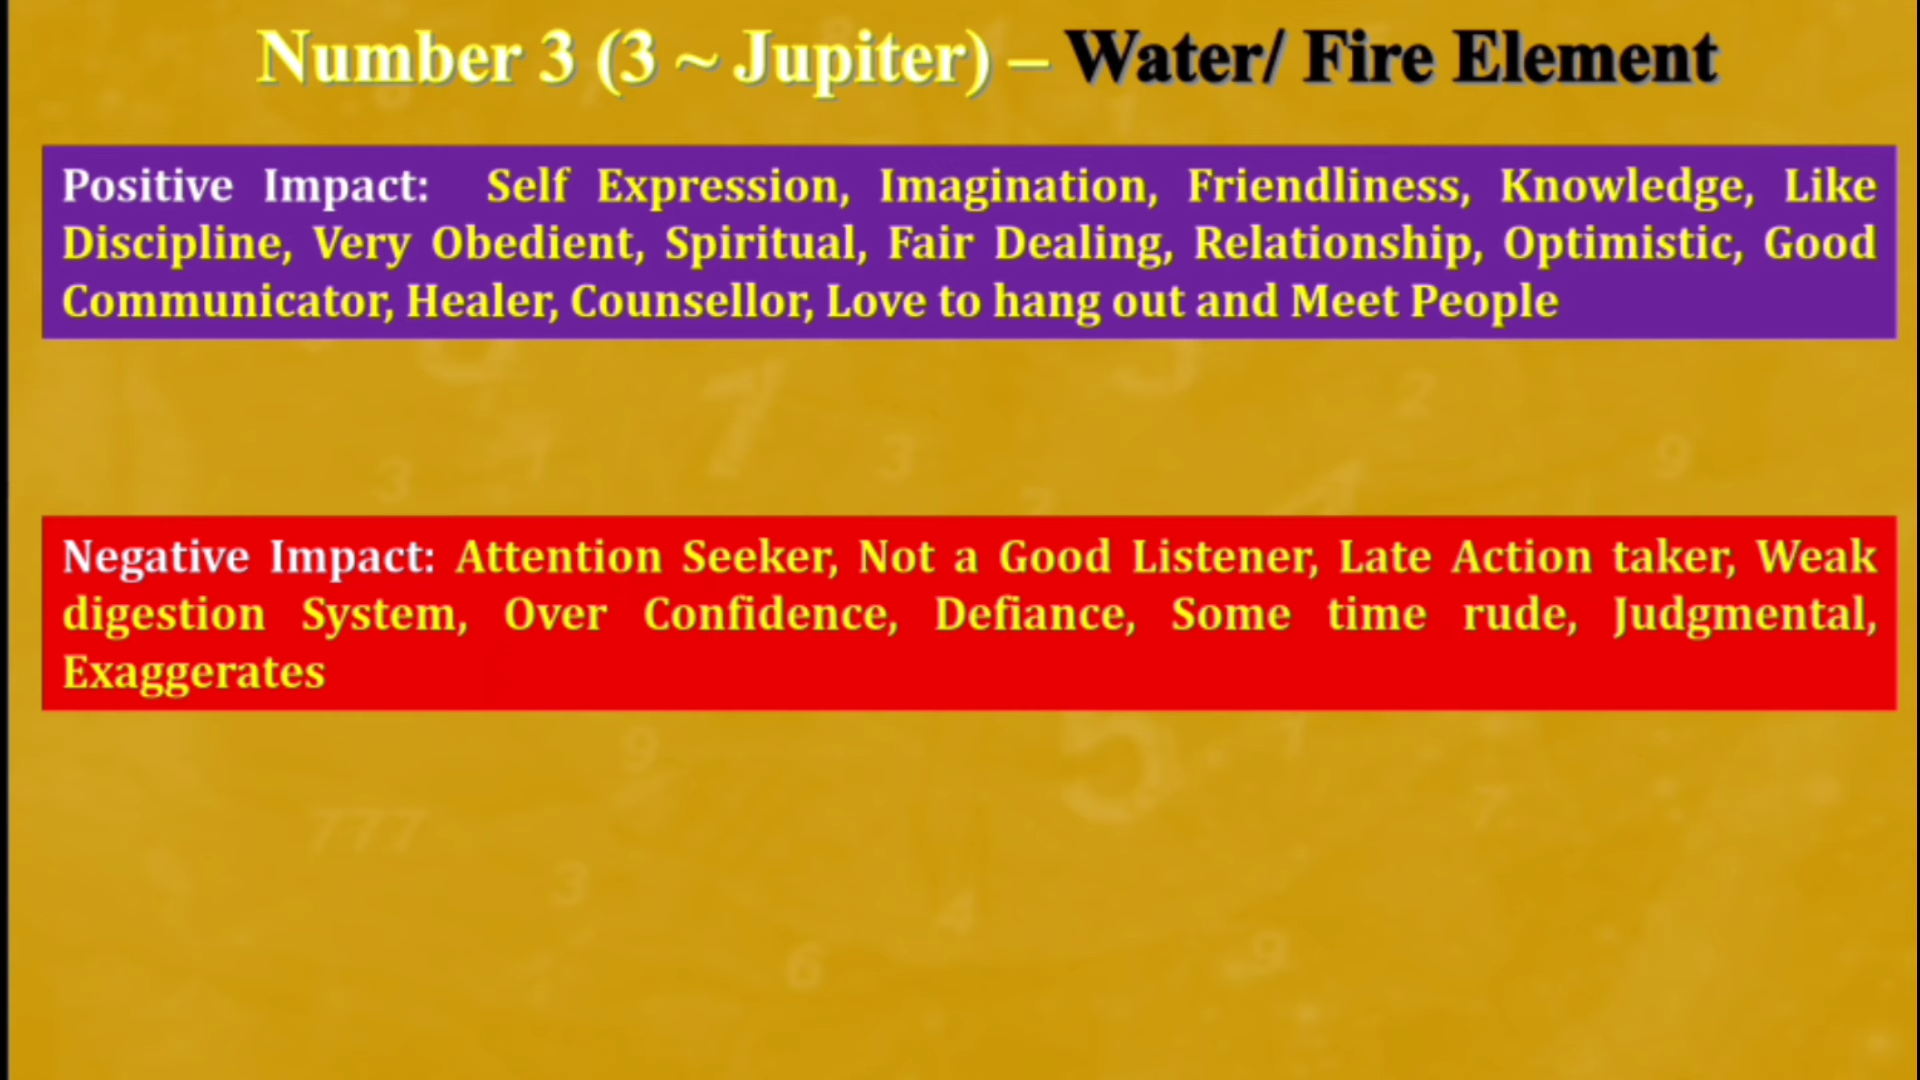 Number 3 (3 ~ Jupiter) – Water/ Fire Element
Positive Impact: Self Expression, Imagination, Friendliness, Knowledge, Like
Discipline, Very Obedient, Spiritual, Fair Dealing, Relationship, Optimistic, Good
Communicator, Healer, Counsellor, Love to hang out and Meet People
Negative Impact: Attention Seeker, Not a Good Listener, Late Action taker, Weak
digestion System, Over Confidence, Defiance, Some time rude, Judgmental,
Exaggerates